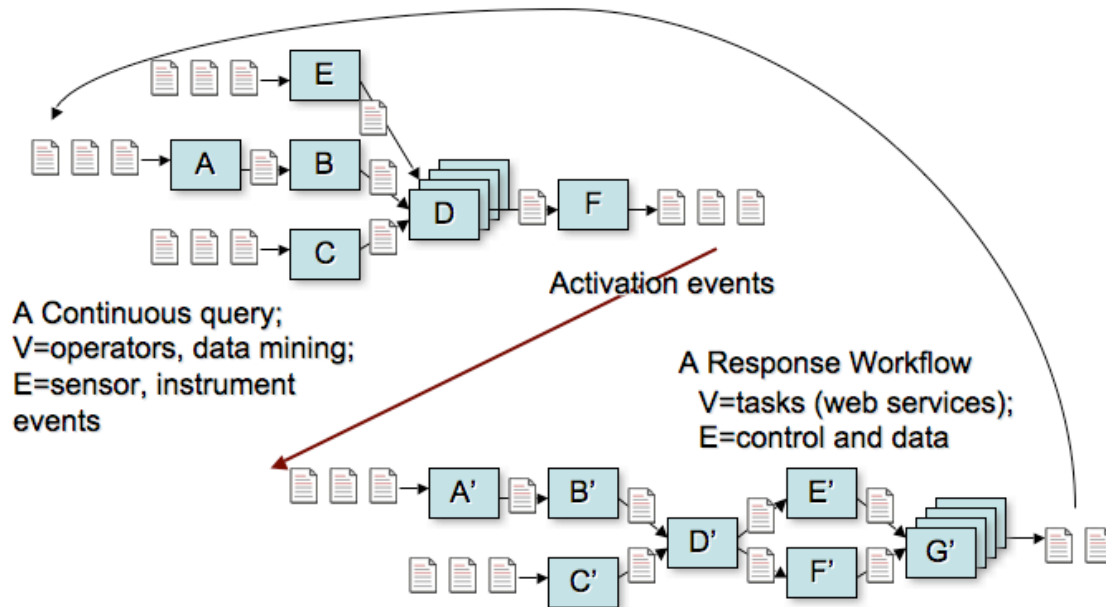 E
A
B
D
F
C
Activation events
A Continuous query;
V=operators, data mining;
E=sensor, instrument
events
A Response Workflow
V=tasks (web services);
E=control and data
A’
B’
E’
D’
G’
C’
F’